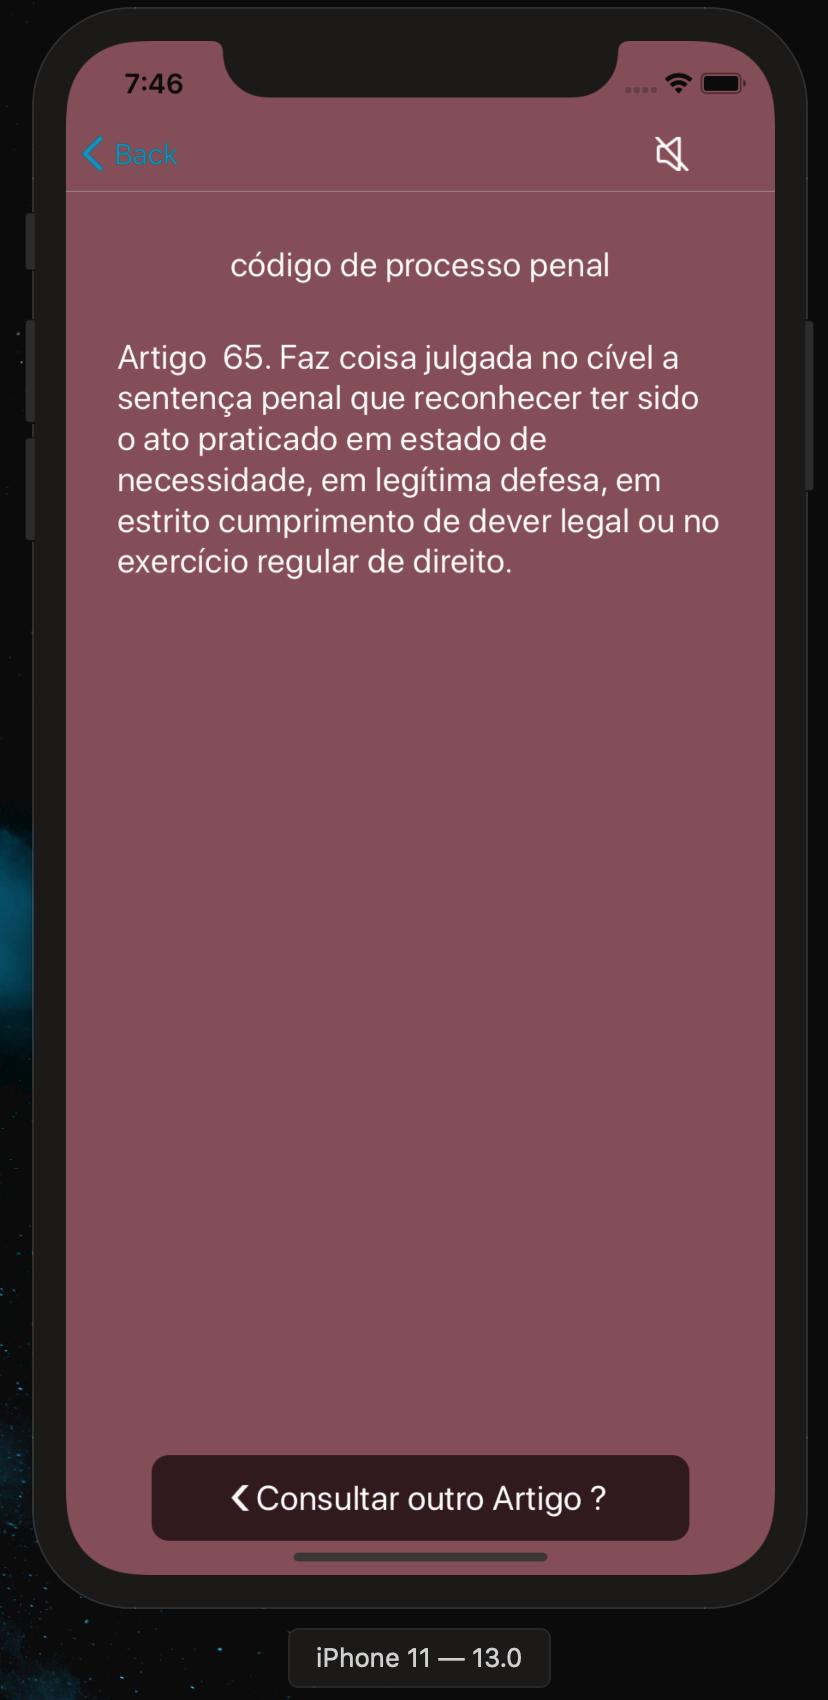 7:46
Back
código de processo penal
Artigo  65. Faz coisa julgada no cível a
sentença penal que reconhecer ter sido
o ato praticado em estado de
necessidade, em legítima defesa, em
estrito cumprimento de dever legal ou no
exercício regular de direito.
Consultar outro Artigo ?
iPhone 11 — 13.0